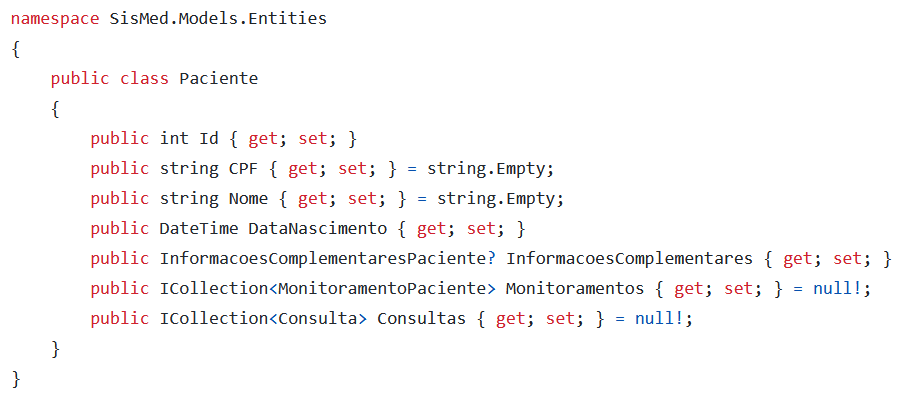 namespace SisMed.Models.Entities
{
    public class Paciente
    {
        public int Id { get; set; }
        public string CPF { get; set; } = string.Empty;
        public string Nome { get; set; } = string.Empty;
        public DateTime DataNascimento { get; set; }
        public InformacoesComplementaresPaciente? InformacoesComplementares { get; set; }
        public ICollection<MonitoramentoPaciente> Monitoramentos { get; set; } = null!;
        public ICollection<Consulta> Consultas { get; set; } = null!;
    }
}